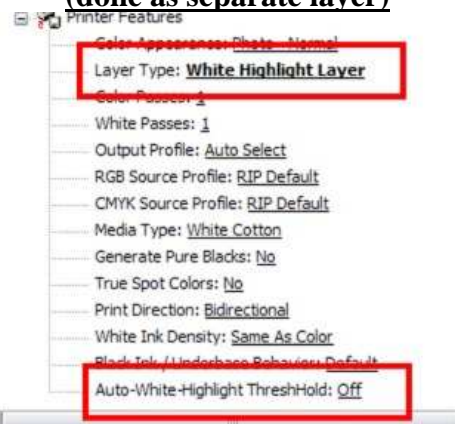 (done as separate layer)
Printer Features
Color Appearance: Photo - Normal
Layer Type: White Highlight Layer
Color Passes: 1
White Passes: 1
Output Profile: Auto Select
RGB Source Profile: RIP Default
CMYK Source Profile: RIP Default
Media Type: White Cotton
Generate Pure Blacks: No
True Spot Colors: No
Print Direction: Bidirectional
White Ink Density: Same As Color
Black Ink / Underbase Behavior: Default
Auto-White-Highlight ThreshHold: Off